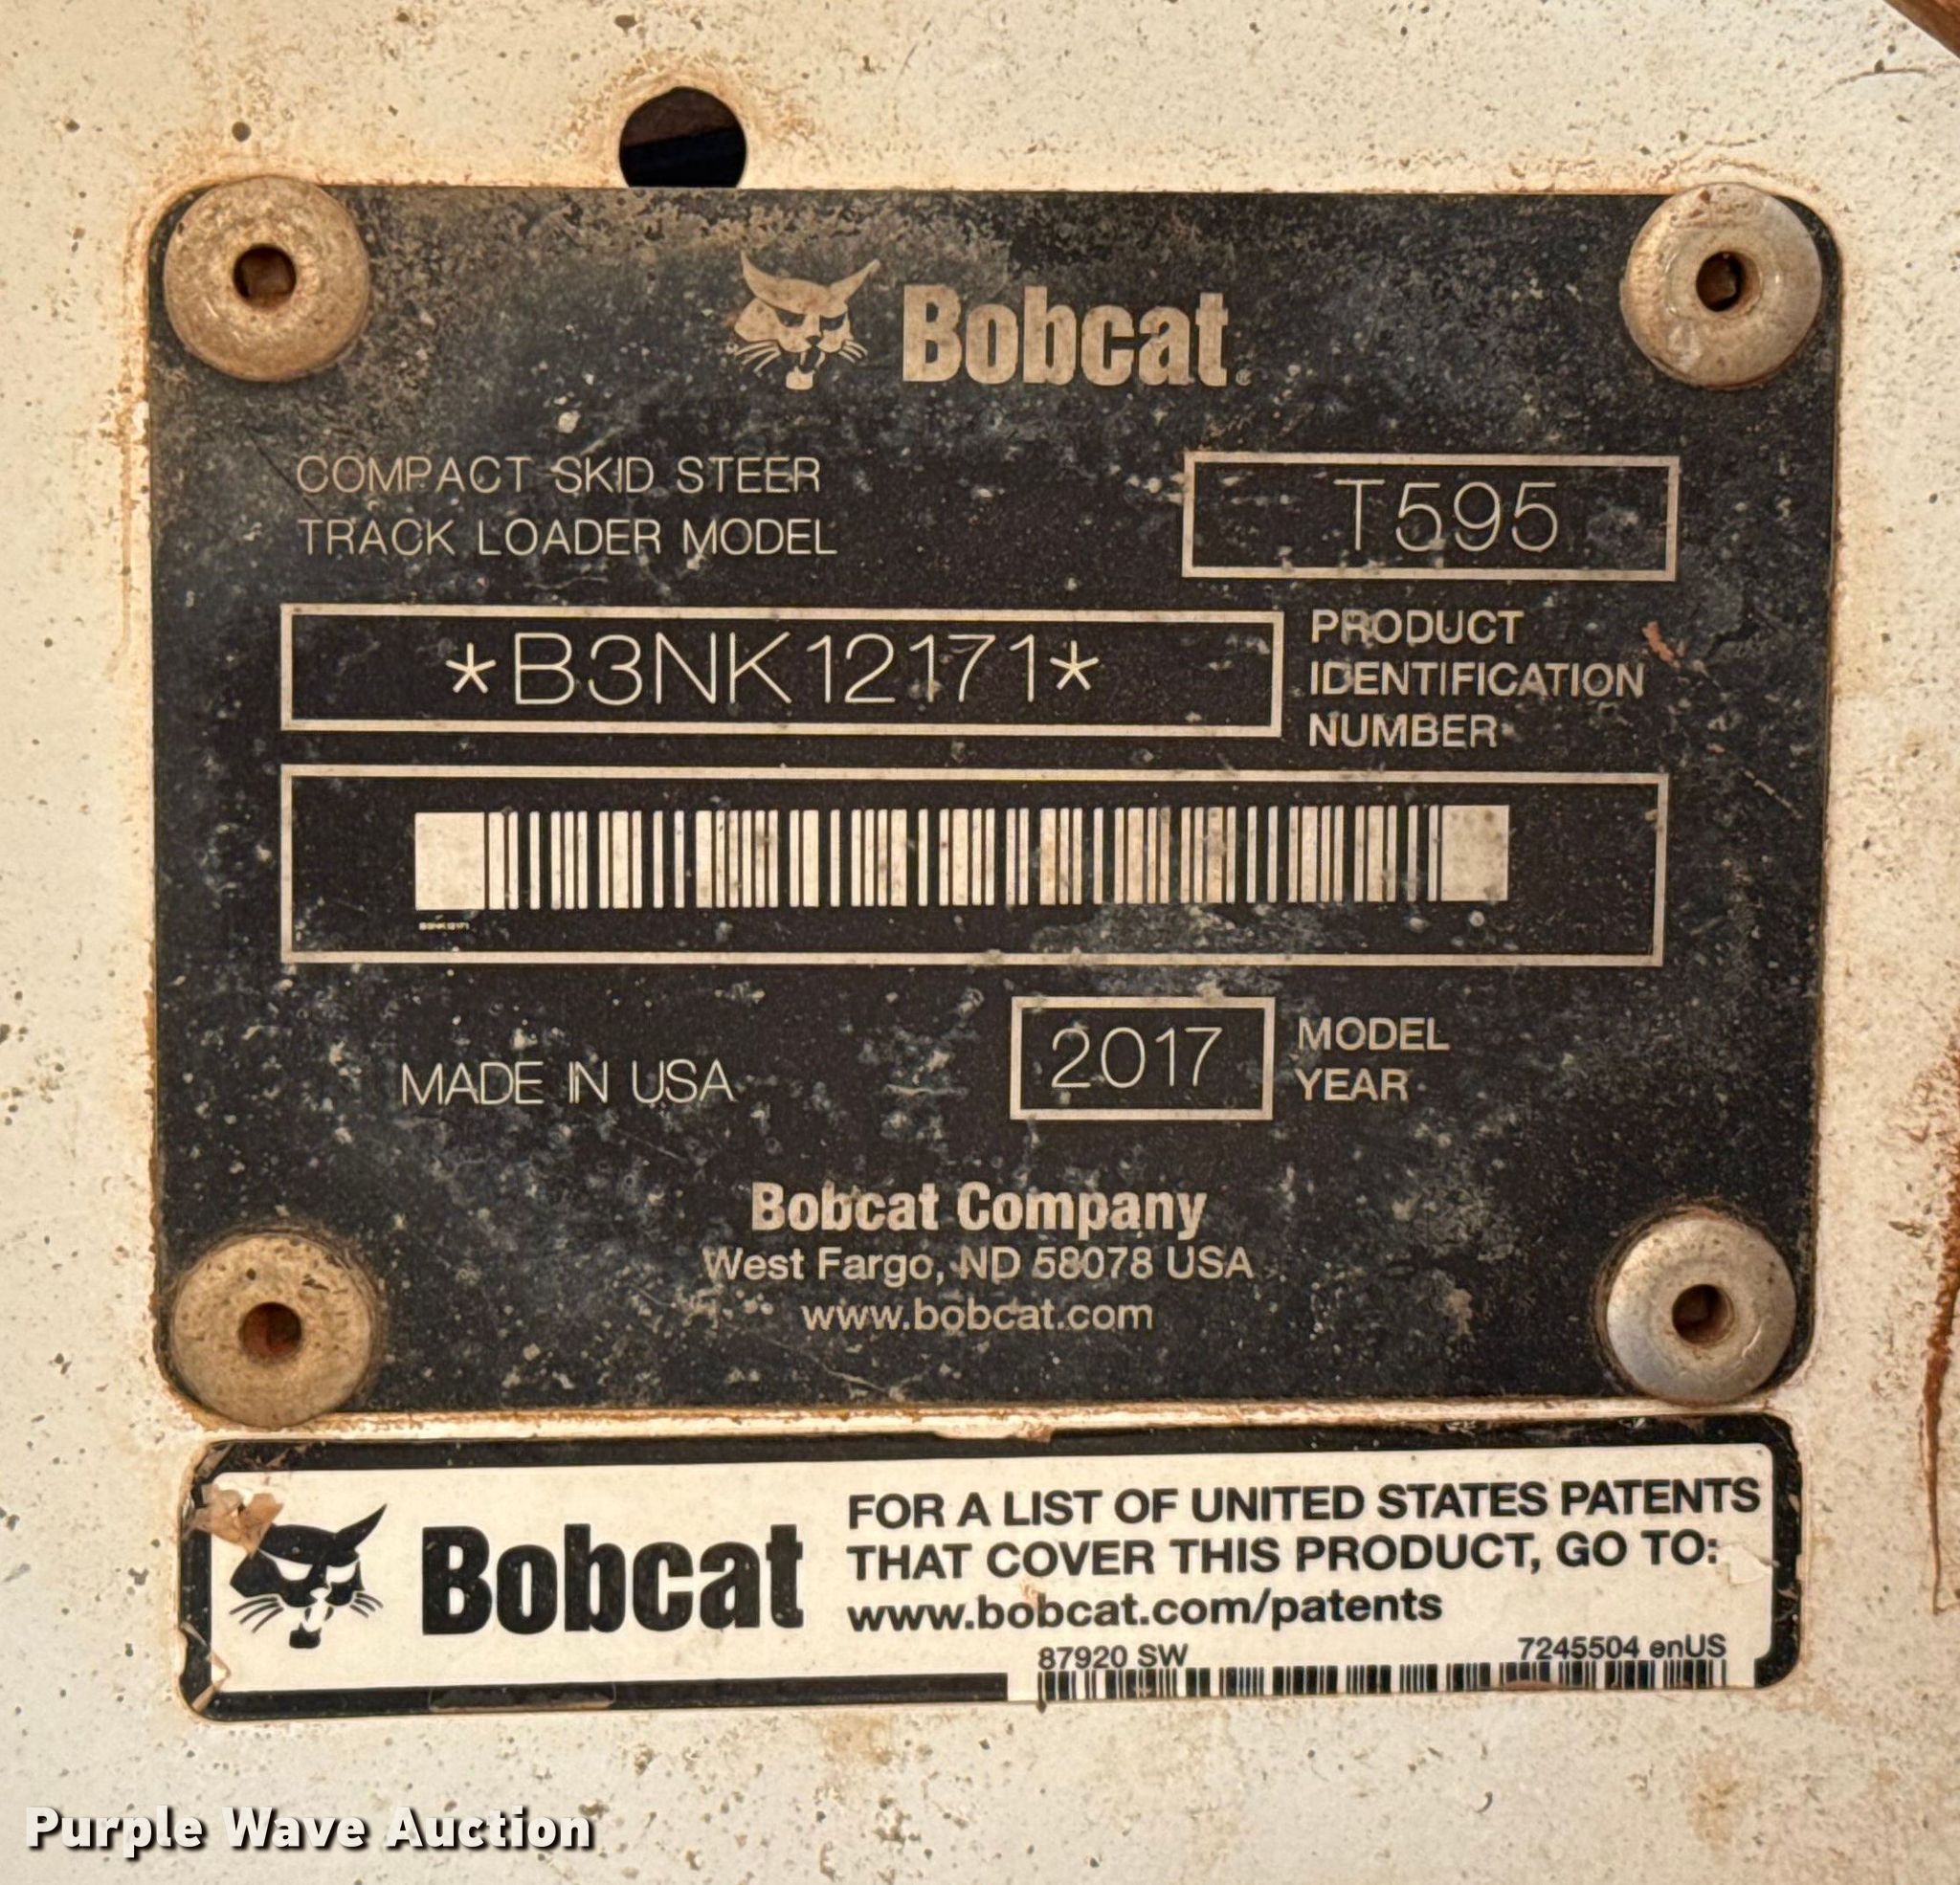 Bobcat®
COMPACT SKID STEER
TRACK LOADER MODEL
T595
*B3NK12171*
PRODUCT
IDENTIFICATION
NUMBER
B3NK12171
MADE IN USA
2017
MODEL
YEAR
Bobcat Company
West Fargo, ND 58078 USA
www.bobcat.com
Bobcat
FOR A LIST OF UNITED STATES PATENTS
THAT COVER THIS PRODUCT, GO TO:
www.bobcat.com/patents
87920 SW
7245504 enUS
Purple Wave Auction